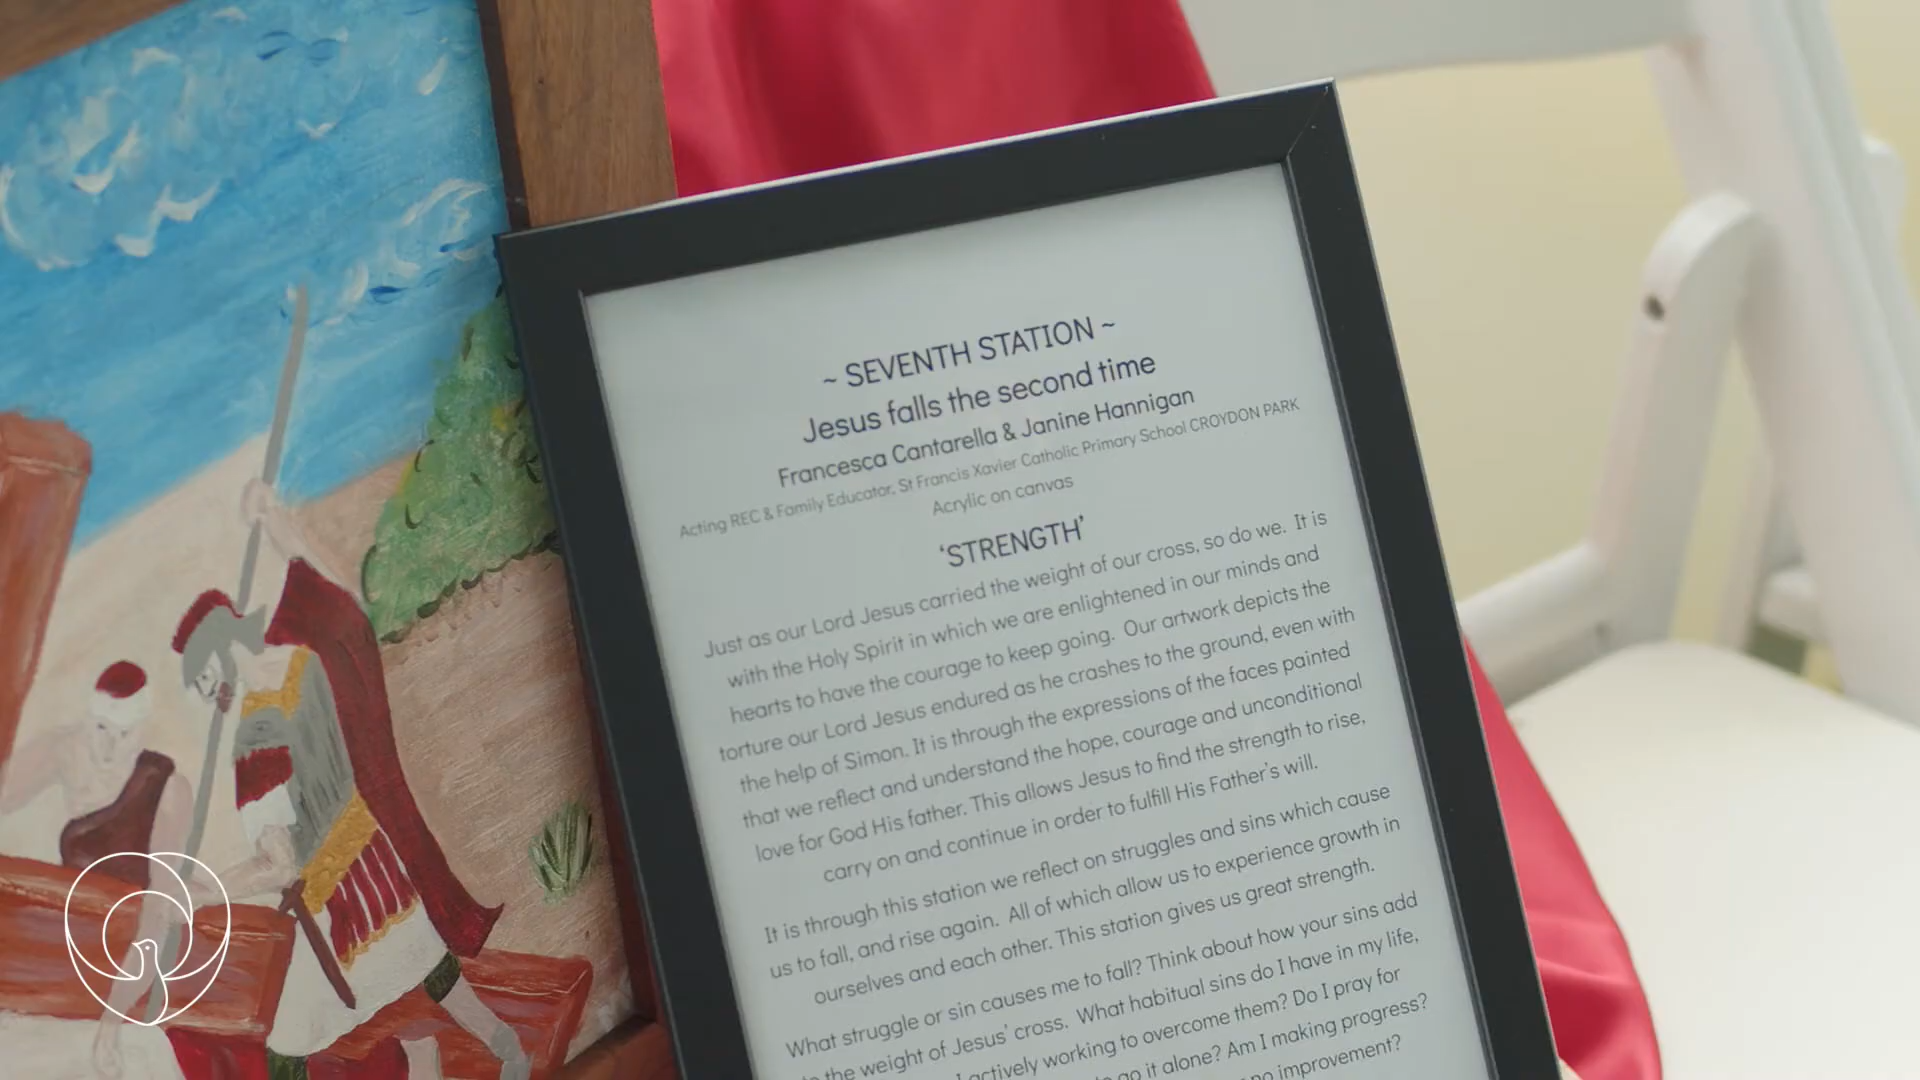 ~ SEVENTH STATION ~
Jesus falls the second time
Francesca Cantarella & Janine Hannigan
Acting REC & Family Educator, St Francis Xavier Catholic Primary School CROYDON PARK
Acrylic on canvas
‘STRENGTH’
Just as our Lord Jesus carried the weight of our cross, so do we. It is
with the Holy Spirit in which we are enlightened in our minds and
hearts to have the courage to keep going. Our artwork depicts the
torture our Lord Jesus endured as he crashes to the ground, even with
the help of Simon. It is through the expressions of the faces painted
that we reflect and understand the hope, courage and unconditional
love for God His father. This allows Jesus to find the strength to rise,
carry on and continue in order to fulfill His Father’s will.
It is through this station we reflect on struggles and sins which cause
us to fall, and rise again. All of which allow us to experience growth in
ourselves and each other. This station gives us great strength.
What struggle or sin causes me to fall? Think about how your sins add
the weight of Jesus’ cross. What habitual sins do I have in my life,
actively working to overcome them? Do I pray for
go it alone? Am I making progress?
no improvement?